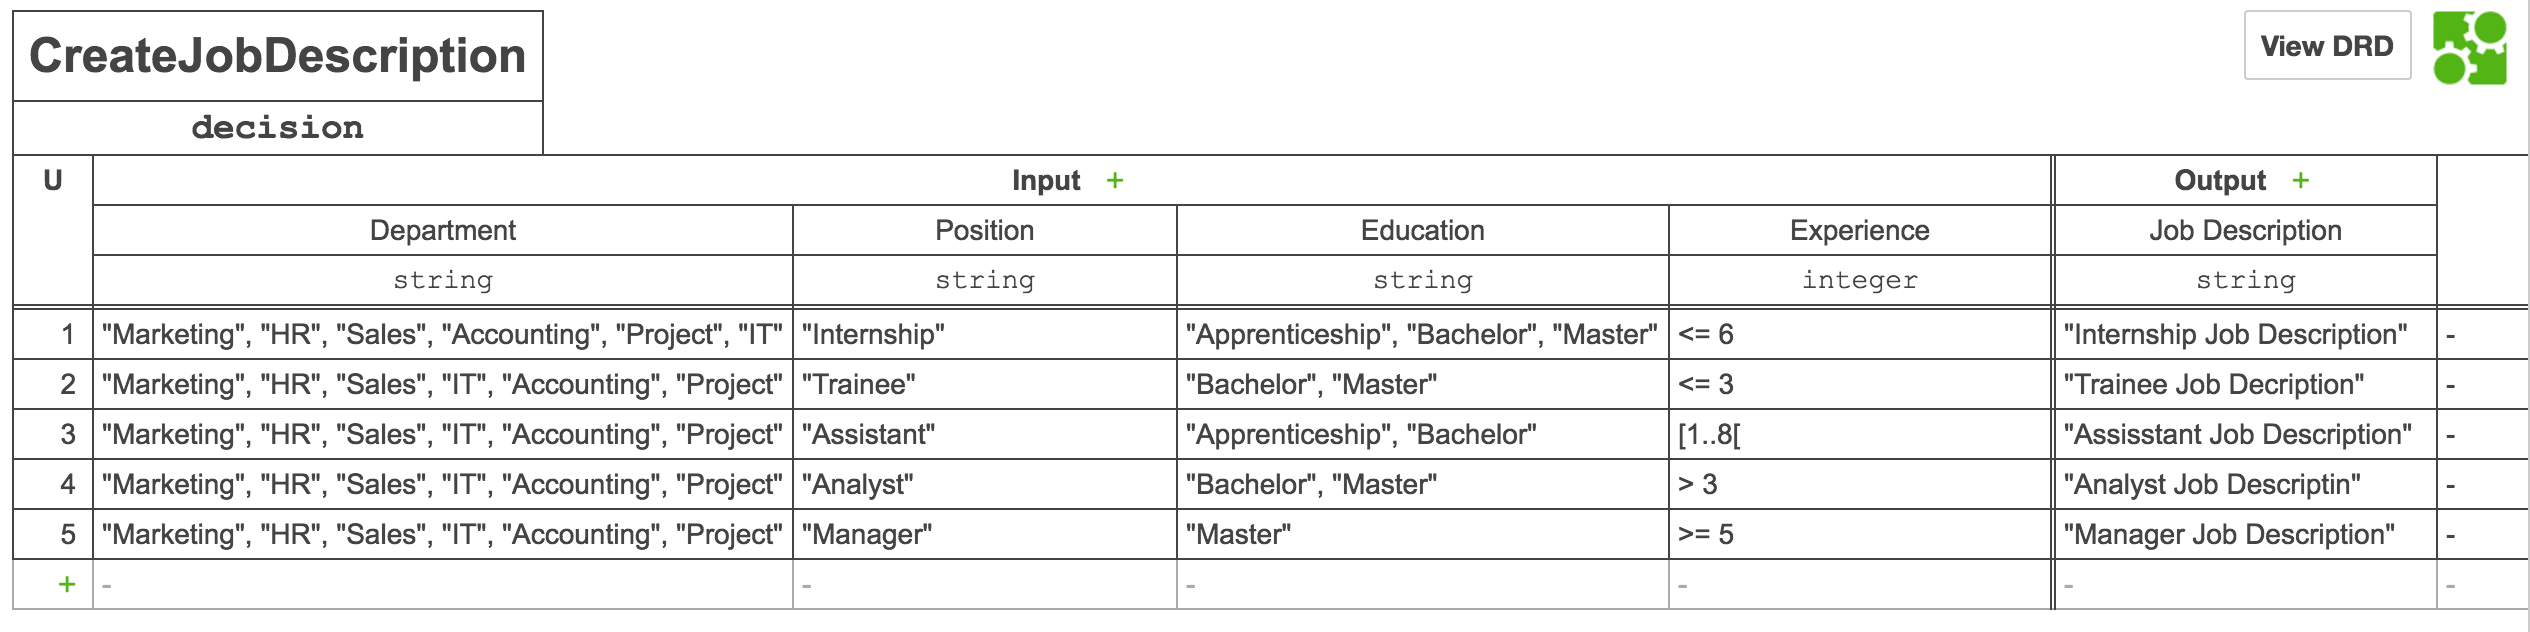 CreateJobDescription
View DRD
decision
U Input + Output +
Department Position Education Experience Job Description
string string string integer string
1 "Marketing", "HR", "Sales", "Accounting", "Project", "IT" "Internship" "Apprenticeship", "Bachelor", "Master" <= 6 "Internship Job Description" -
2 "Marketing", "HR", "Sales", "IT", "Accounting", "Project" "Trainee" "Bachelor", "Master" <= 3 "Trainee Job Decription" -
3 "Marketing", "HR", "Sales", "IT", "Accounting", "Project" "Assistant" "Apprenticeship", "Bachelor" [1..8[ "Assisstant Job Description" -
4 "Marketing", "HR", "Sales", "IT", "Accounting", "Project" "Analyst" "Bachelor", "Master" > 3 "Analyst Job Descriptin" -
5 "Marketing", "HR", "Sales", "IT", "Accounting", "Project" "Manager" "Master" >= 5 "Manager Job Description" -
+ - - - - - -